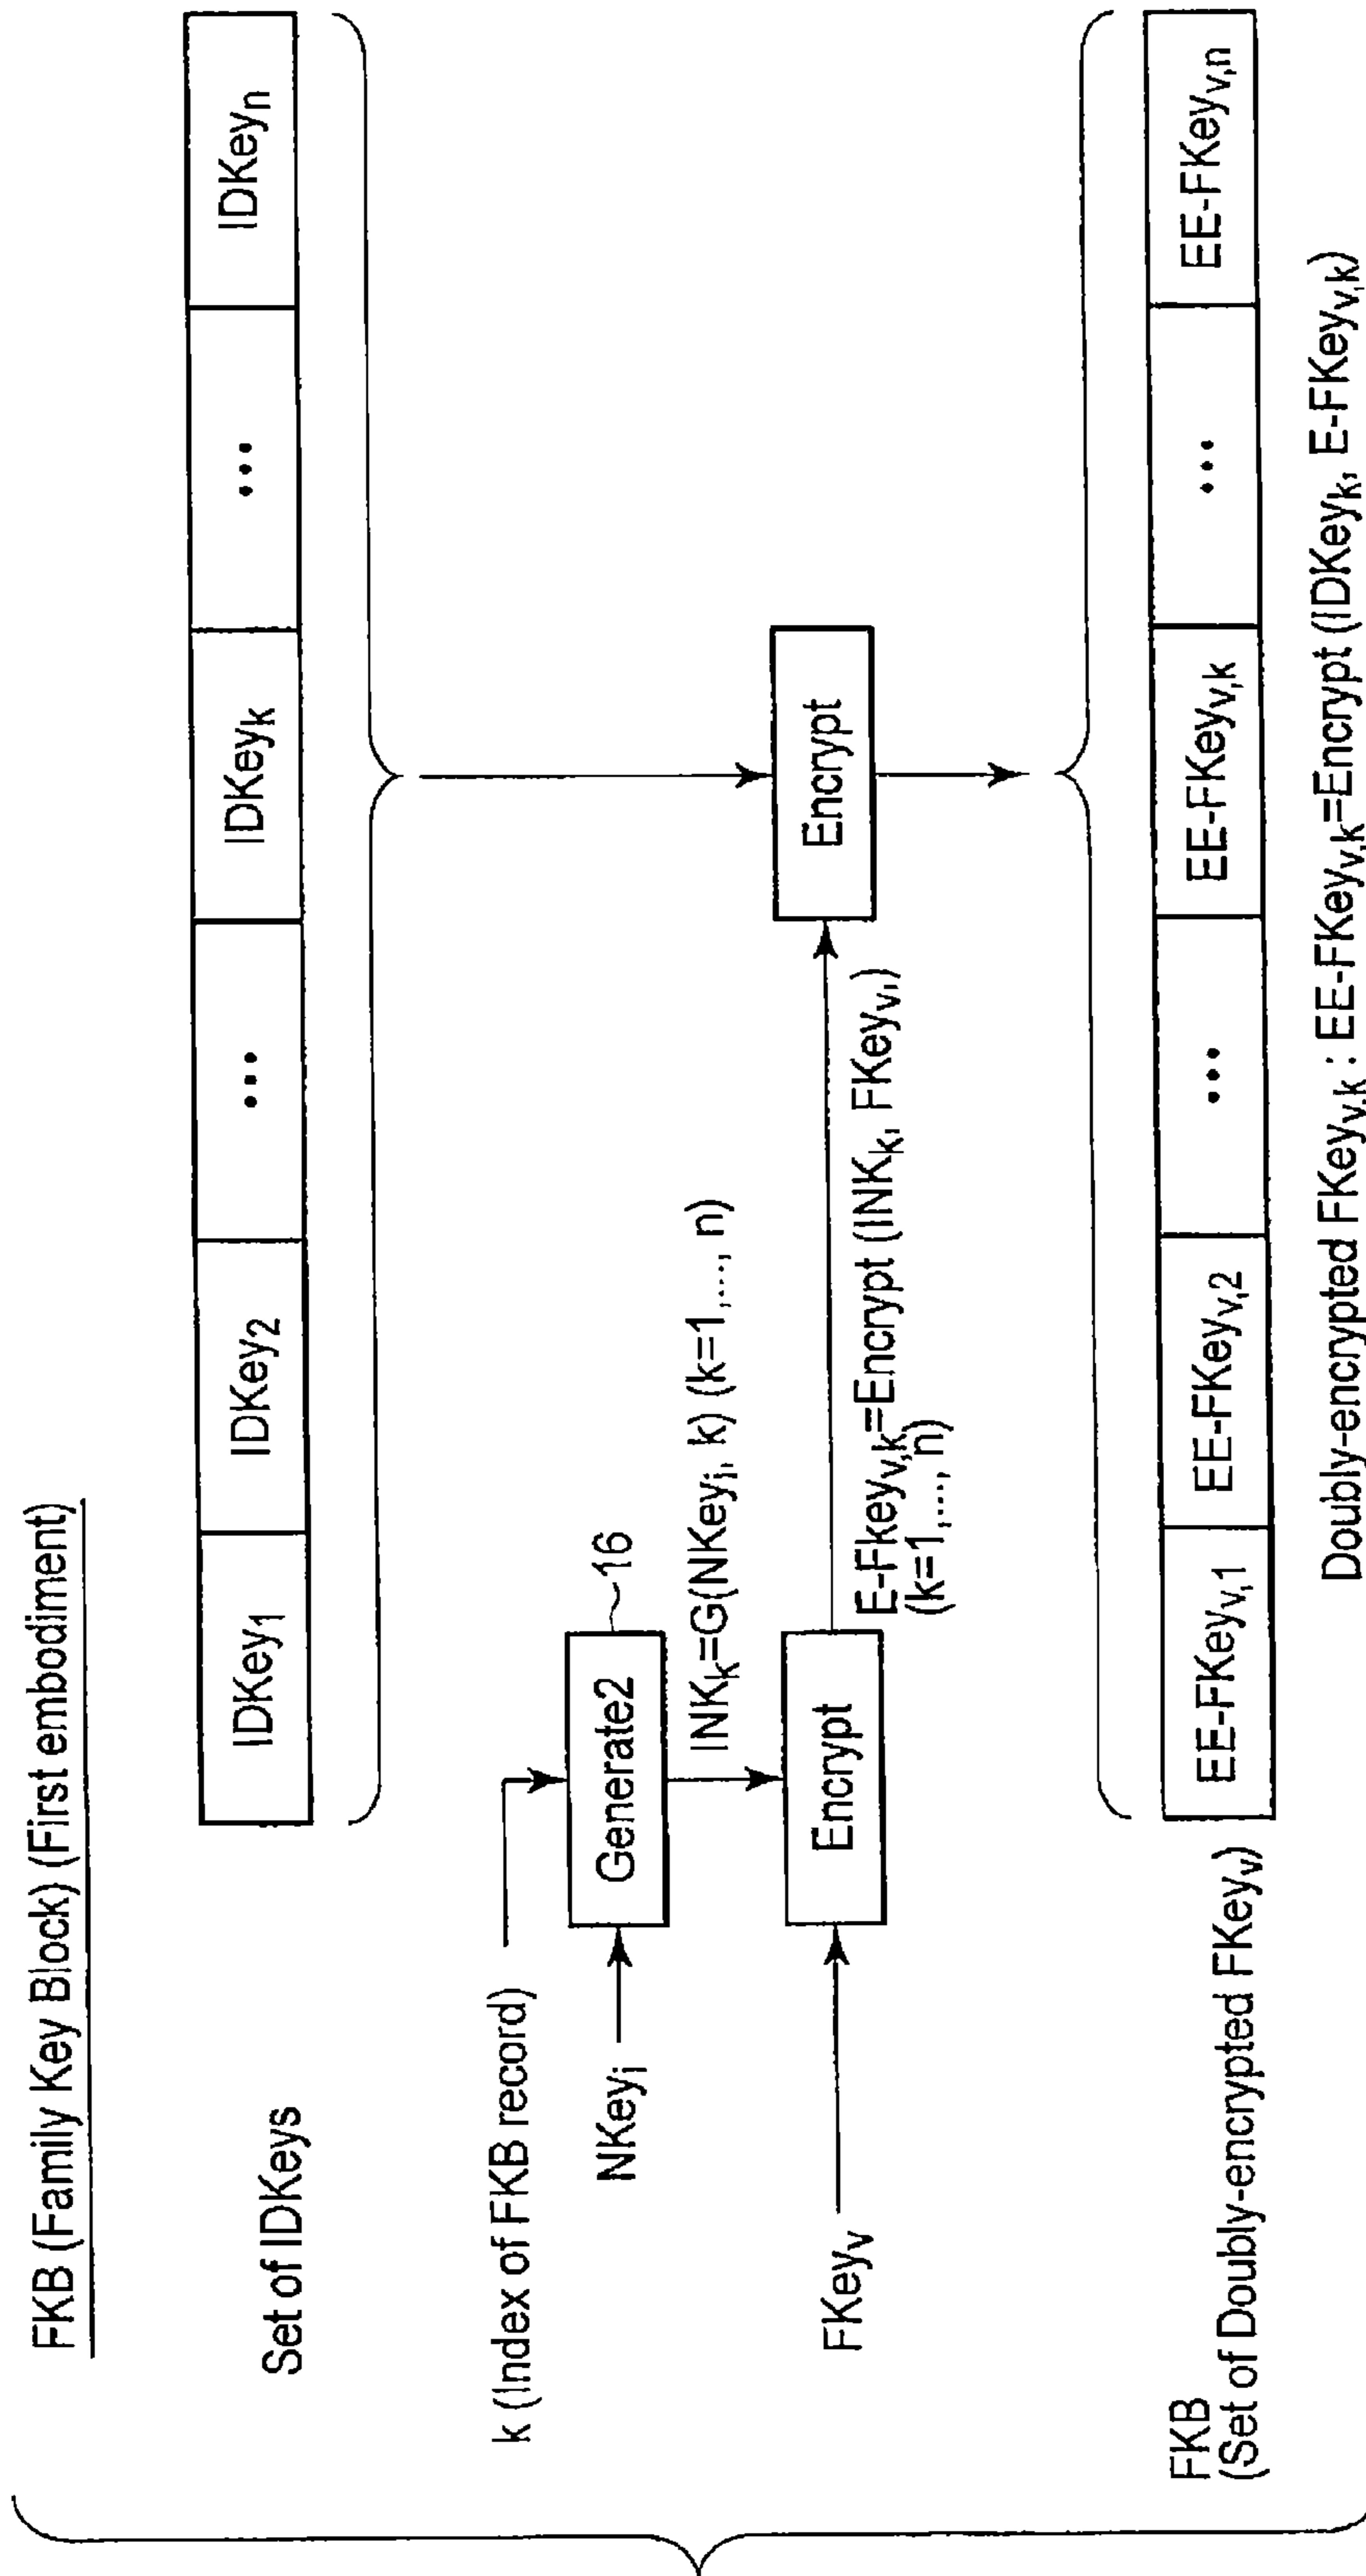 FKB (Family Key Block) (First embodiment)
Set of IDKeys
IDKey₁
IDKey₂
...
IDKeyₖ
...
IDKeyₙ
k (Index of FKB record)
NKeyᵢ
Generate2
16
INKₖ=G(NKeyᵢ, k) (k=1,..., n)
FKeyᵥ
Encrypt
E-Fkeyᵥ,ₖ=Encrypt (INKₖ, FKeyᵥ,)
(k=1,..., n)
Encrypt
FKB
(Set of Doubly-encrypted FKeyᵥ)
EE-FKeyᵥ,₁
EE-FKeyᵥ,₂
...
EE-FKeyᵥ,ₖ
...
EE-FKeyᵥ,ₙ
Doubly-encrypted FKeyᵥ,ₖ : EE-FKeyᵥ,ₖ=Encrypt (IDKeyₖ, E-FKeyᵥ,ₖ)